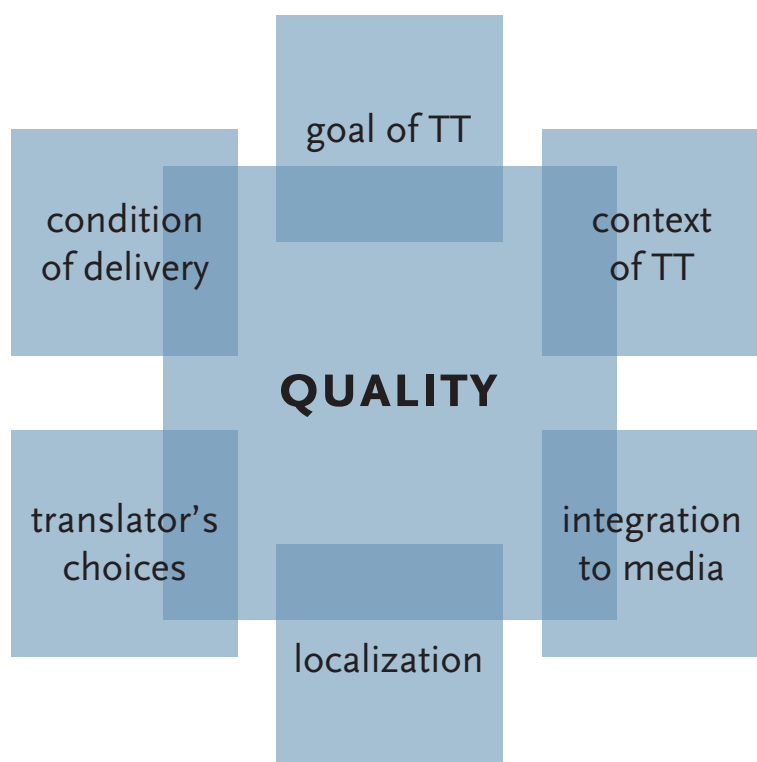 goal of TT
condition
of delivery
context
of TT
QUALITY
translator’s
choices
integration
to media
localization